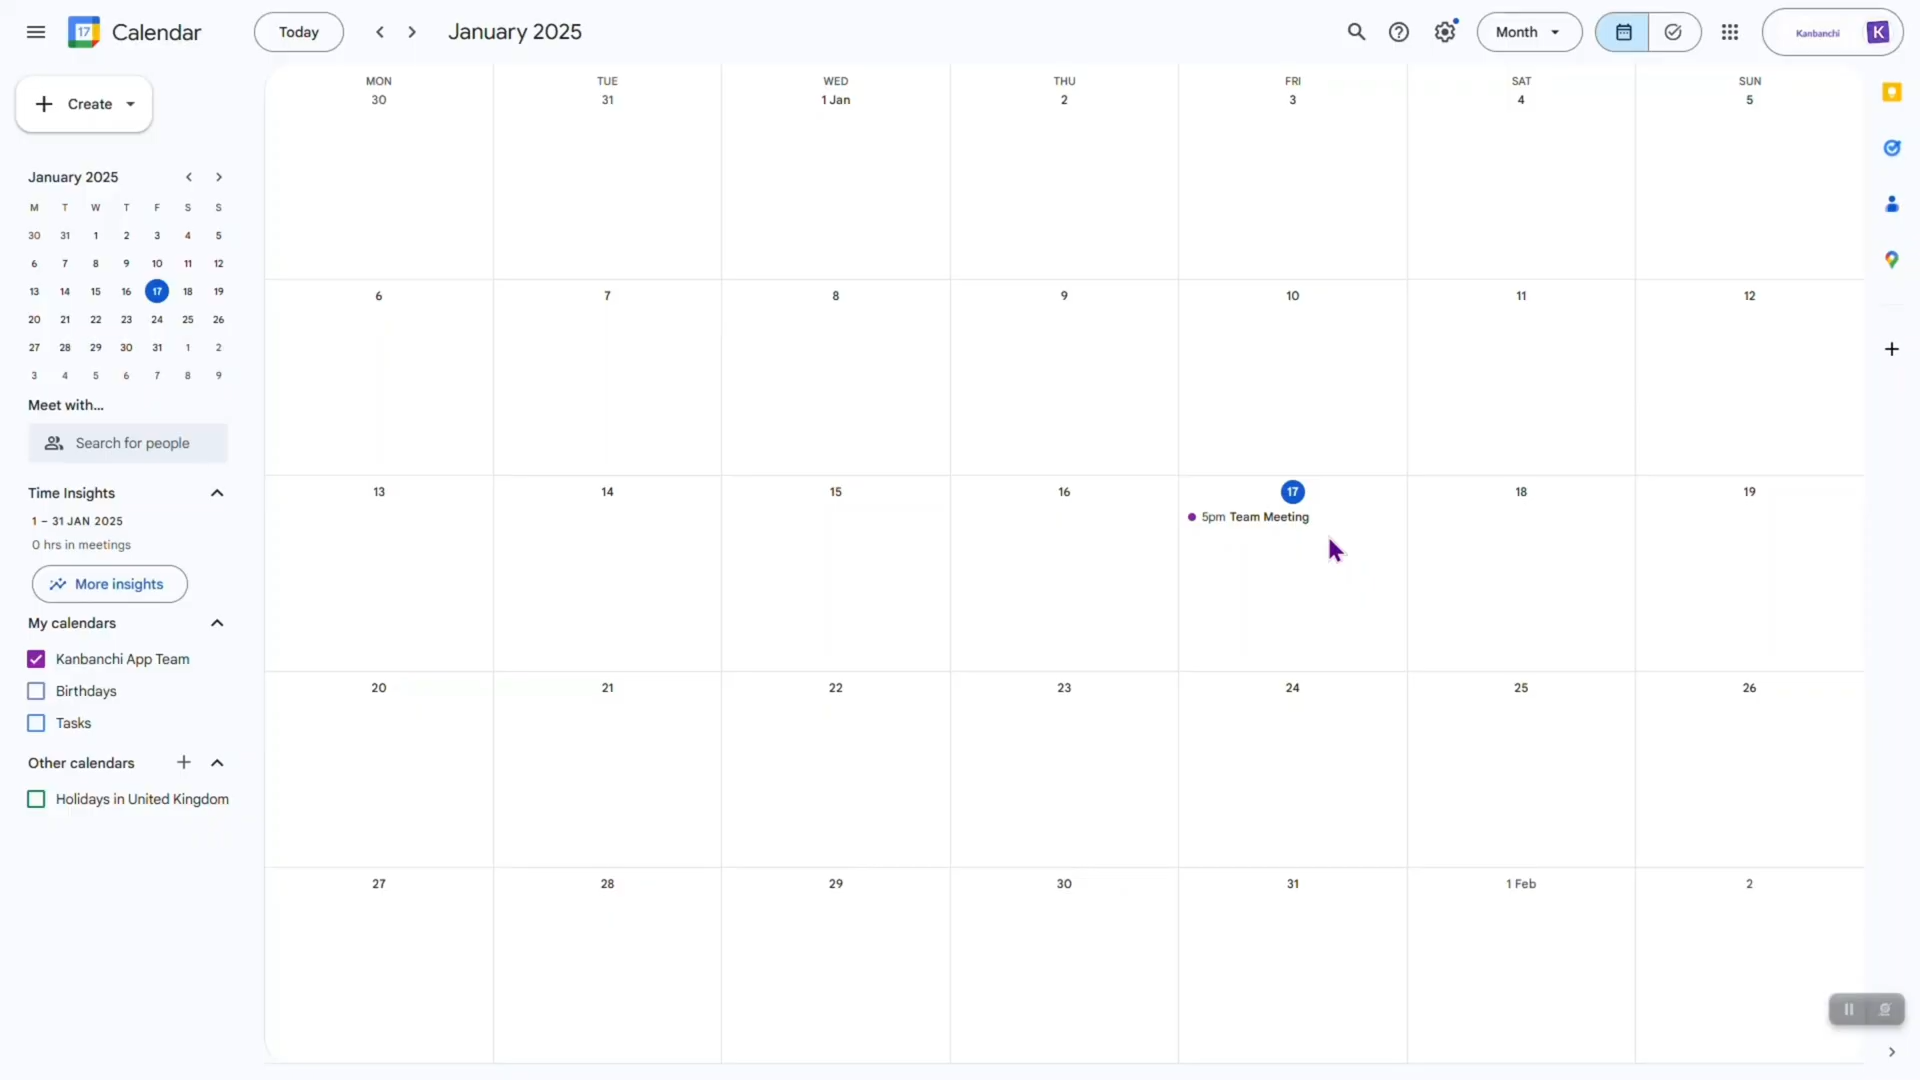 17 Calendar Today January 2025 Month Kanbanchi K
Create
January 2025
M T W T F S S
30 31 1 2 3 4 5
6 7 8 9 10 11 12
13 14 15 16 17 18 19
20 21 22 23 24 25 26
27 28 29 30 31 1 2
3 4 5 6 7 8 9
Meet with...
Search for people
Time Insights
1 – 31 JAN 2025
0 hrs in meetings
More insights
My calendars
Kanbanchi App Team
Birthdays
Tasks
Other calendars
Holidays in United Kingdom
MON TUE WED THU FRI SAT SUN
30 31 1 Jan 2 3 4 5
6 7 8 9 10 11 12
13 14 15 16 17 18 19
5pm Team Meeting
20 21 22 23 24 25 26
27 28 29 30 31 1 Feb 2